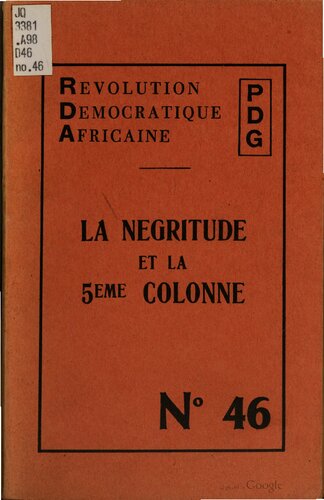 JQ
3381
.A98
D46
no.46
REVOLUTION
DEMOCRATIQUE
AFRICAINE
PDG
LA NEGRITUDE
ET LA
5EME COLONNE
N° 46
Google